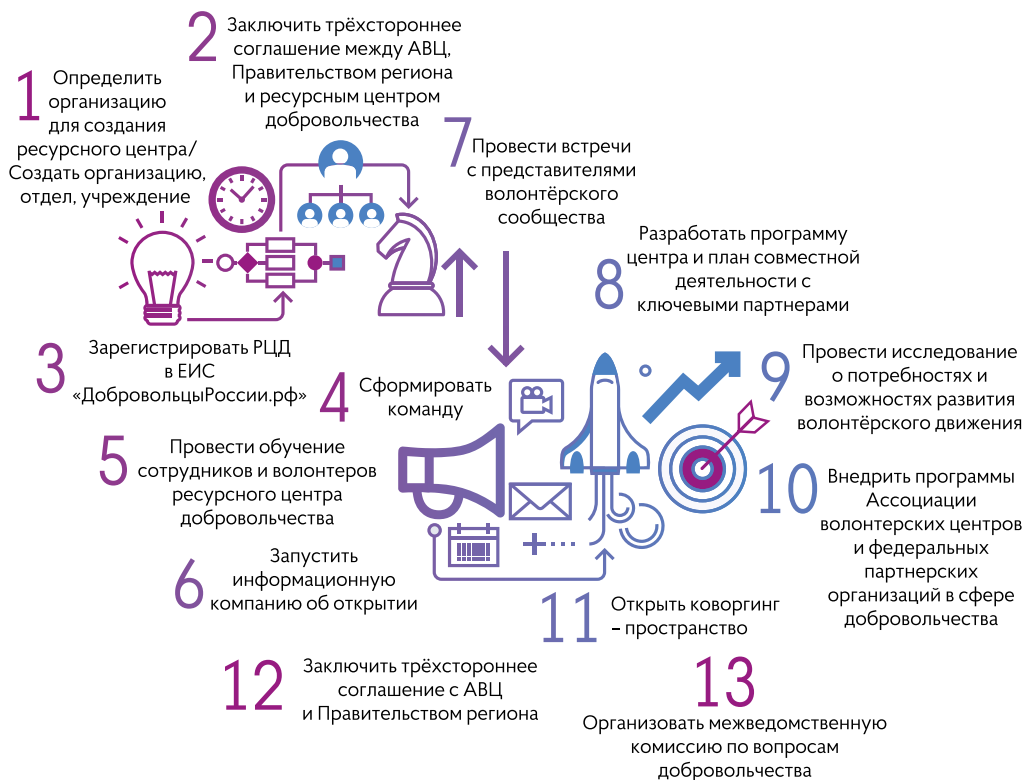 1
Определить
организацию
для создания
ресурсного центра/
Создать организацию,
отдел, учреждение
2
Заключить трёхстороннее
соглашение между АВЦ,
Правительством региона
и ресурсным центром
добровольчества
3
Зарегистрировать РЦД
в ЕИС
«ДобровольцыРоссии.рф»
4
Сформировать
команду
5
Провести обучение
сотрудников и волонтеров
ресурсного центра
добровольчества
6
Запустить
информационную
компанию об открытии
7
Провести встречи
с представителями
волонтёрского
сообщества
8
Разработать программу
центра и план совместной
деятельности с
ключевыми партнерами
9
Провести исследование
о потребностях и
возможностях развития
волонтёрского движения
10
Внедрить программы
Ассоциации
волонтерских центров
и федеральных
партнерских
организаций в сфере
добровольчества
11
Открыть коворгинг
– пространство
12
Заключить трёхстороннее
соглашение с АВЦ
и Правительством региона
13
Организовать межведомственную
комиссию по вопросам
добровольчества